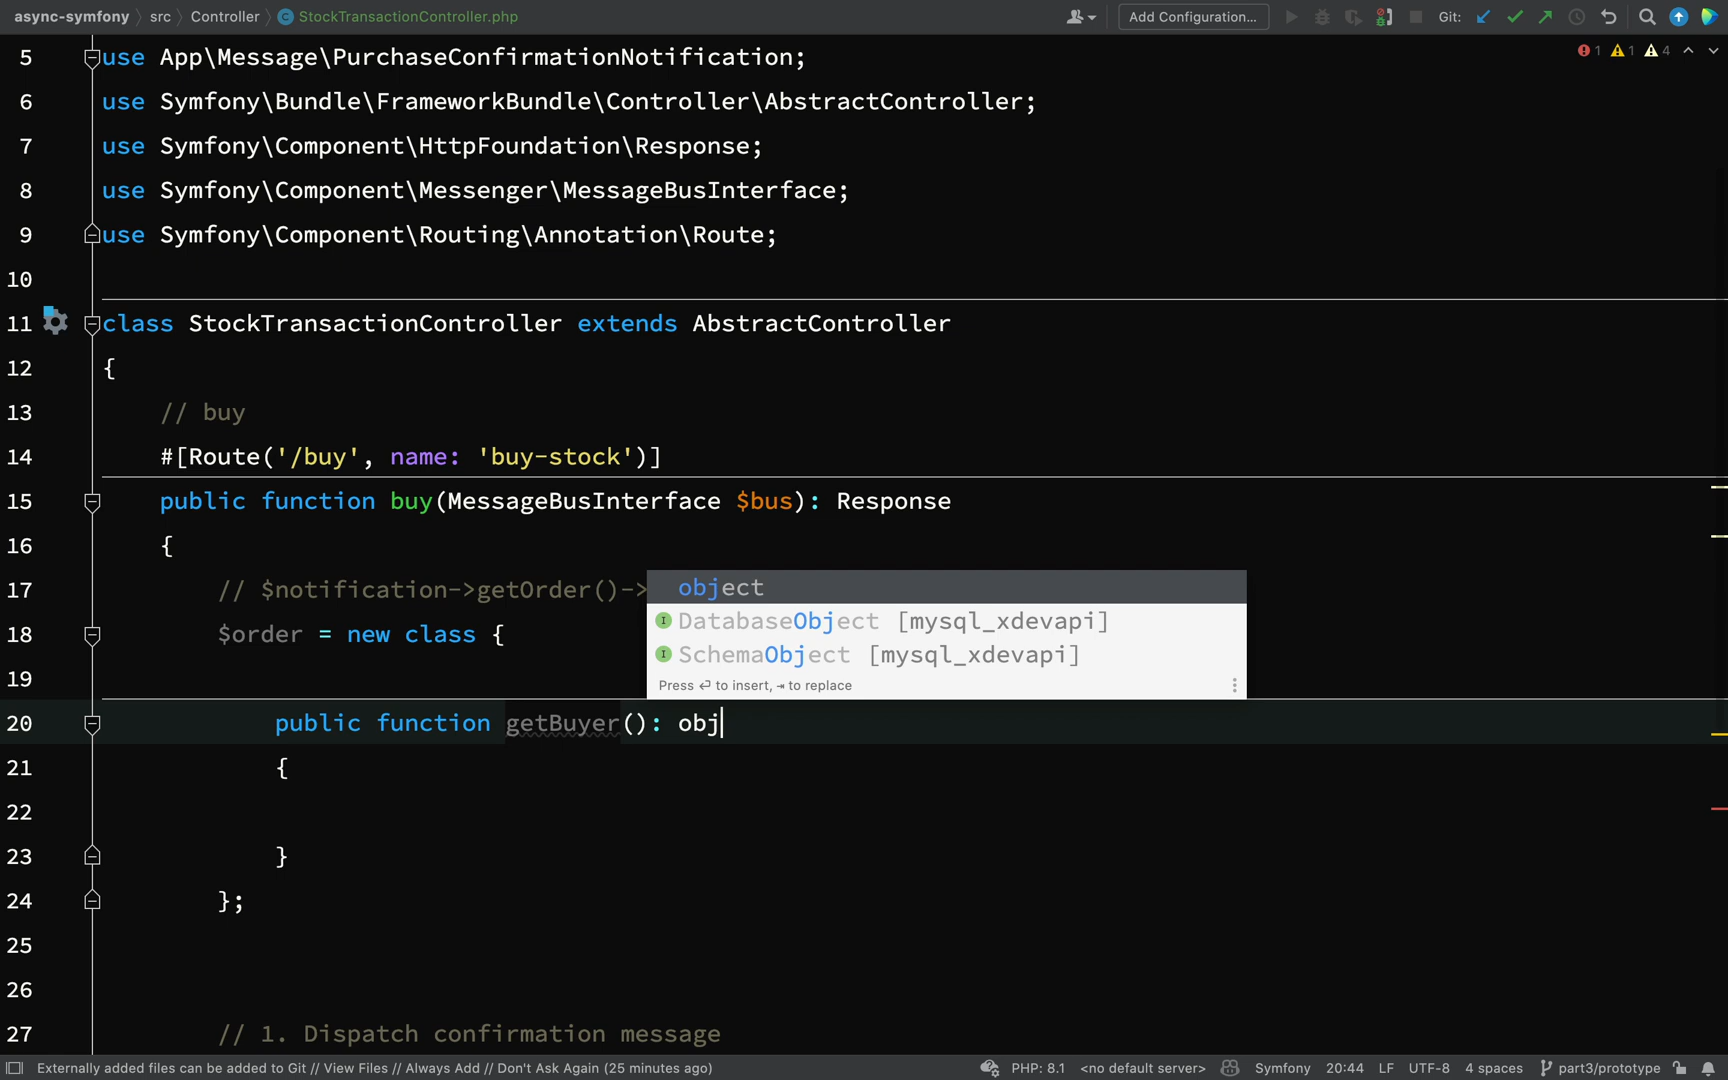 async-symfony src Controller StockTransactionController.php Add Configuration... Git:
5 use App\Message\PurchaseConfirmationNotification; 1 1 4
6 use Symfony\Bundle\FrameworkBundle\Controller\AbstractController;
7 use Symfony\Component\HttpFoundation\Response;
8 use Symfony\Component\Messenger\MessageBusInterface;
9 use Symfony\Component\Routing\Annotation\Route;
10
11 class StockTransactionController extends AbstractController
12 {
13 // buy
14 #[Route('/buy', name: 'buy-stock')]
15 public function buy(MessageBusInterface $bus): Response
16 {
17 // $notification->getOrder()->
object
DatabaseObject [mysql_xdevapi]
18 $order = new class {
SchemaObject [mysql_xdevapi]
19
Press ⏎ to insert, ⇥ to replace
20 public function getBuyer(): obj
21 {
22
23 }
24 };
25
26
27 // 1. Dispatch confirmation message
Externally added files can be added to Git // View Files // Always Add // Don't Ask Again (25 minutes ago) PHP: 8.1 <no default server> Symfony 20:44 LF UTF-8 4 spaces part3/prototype